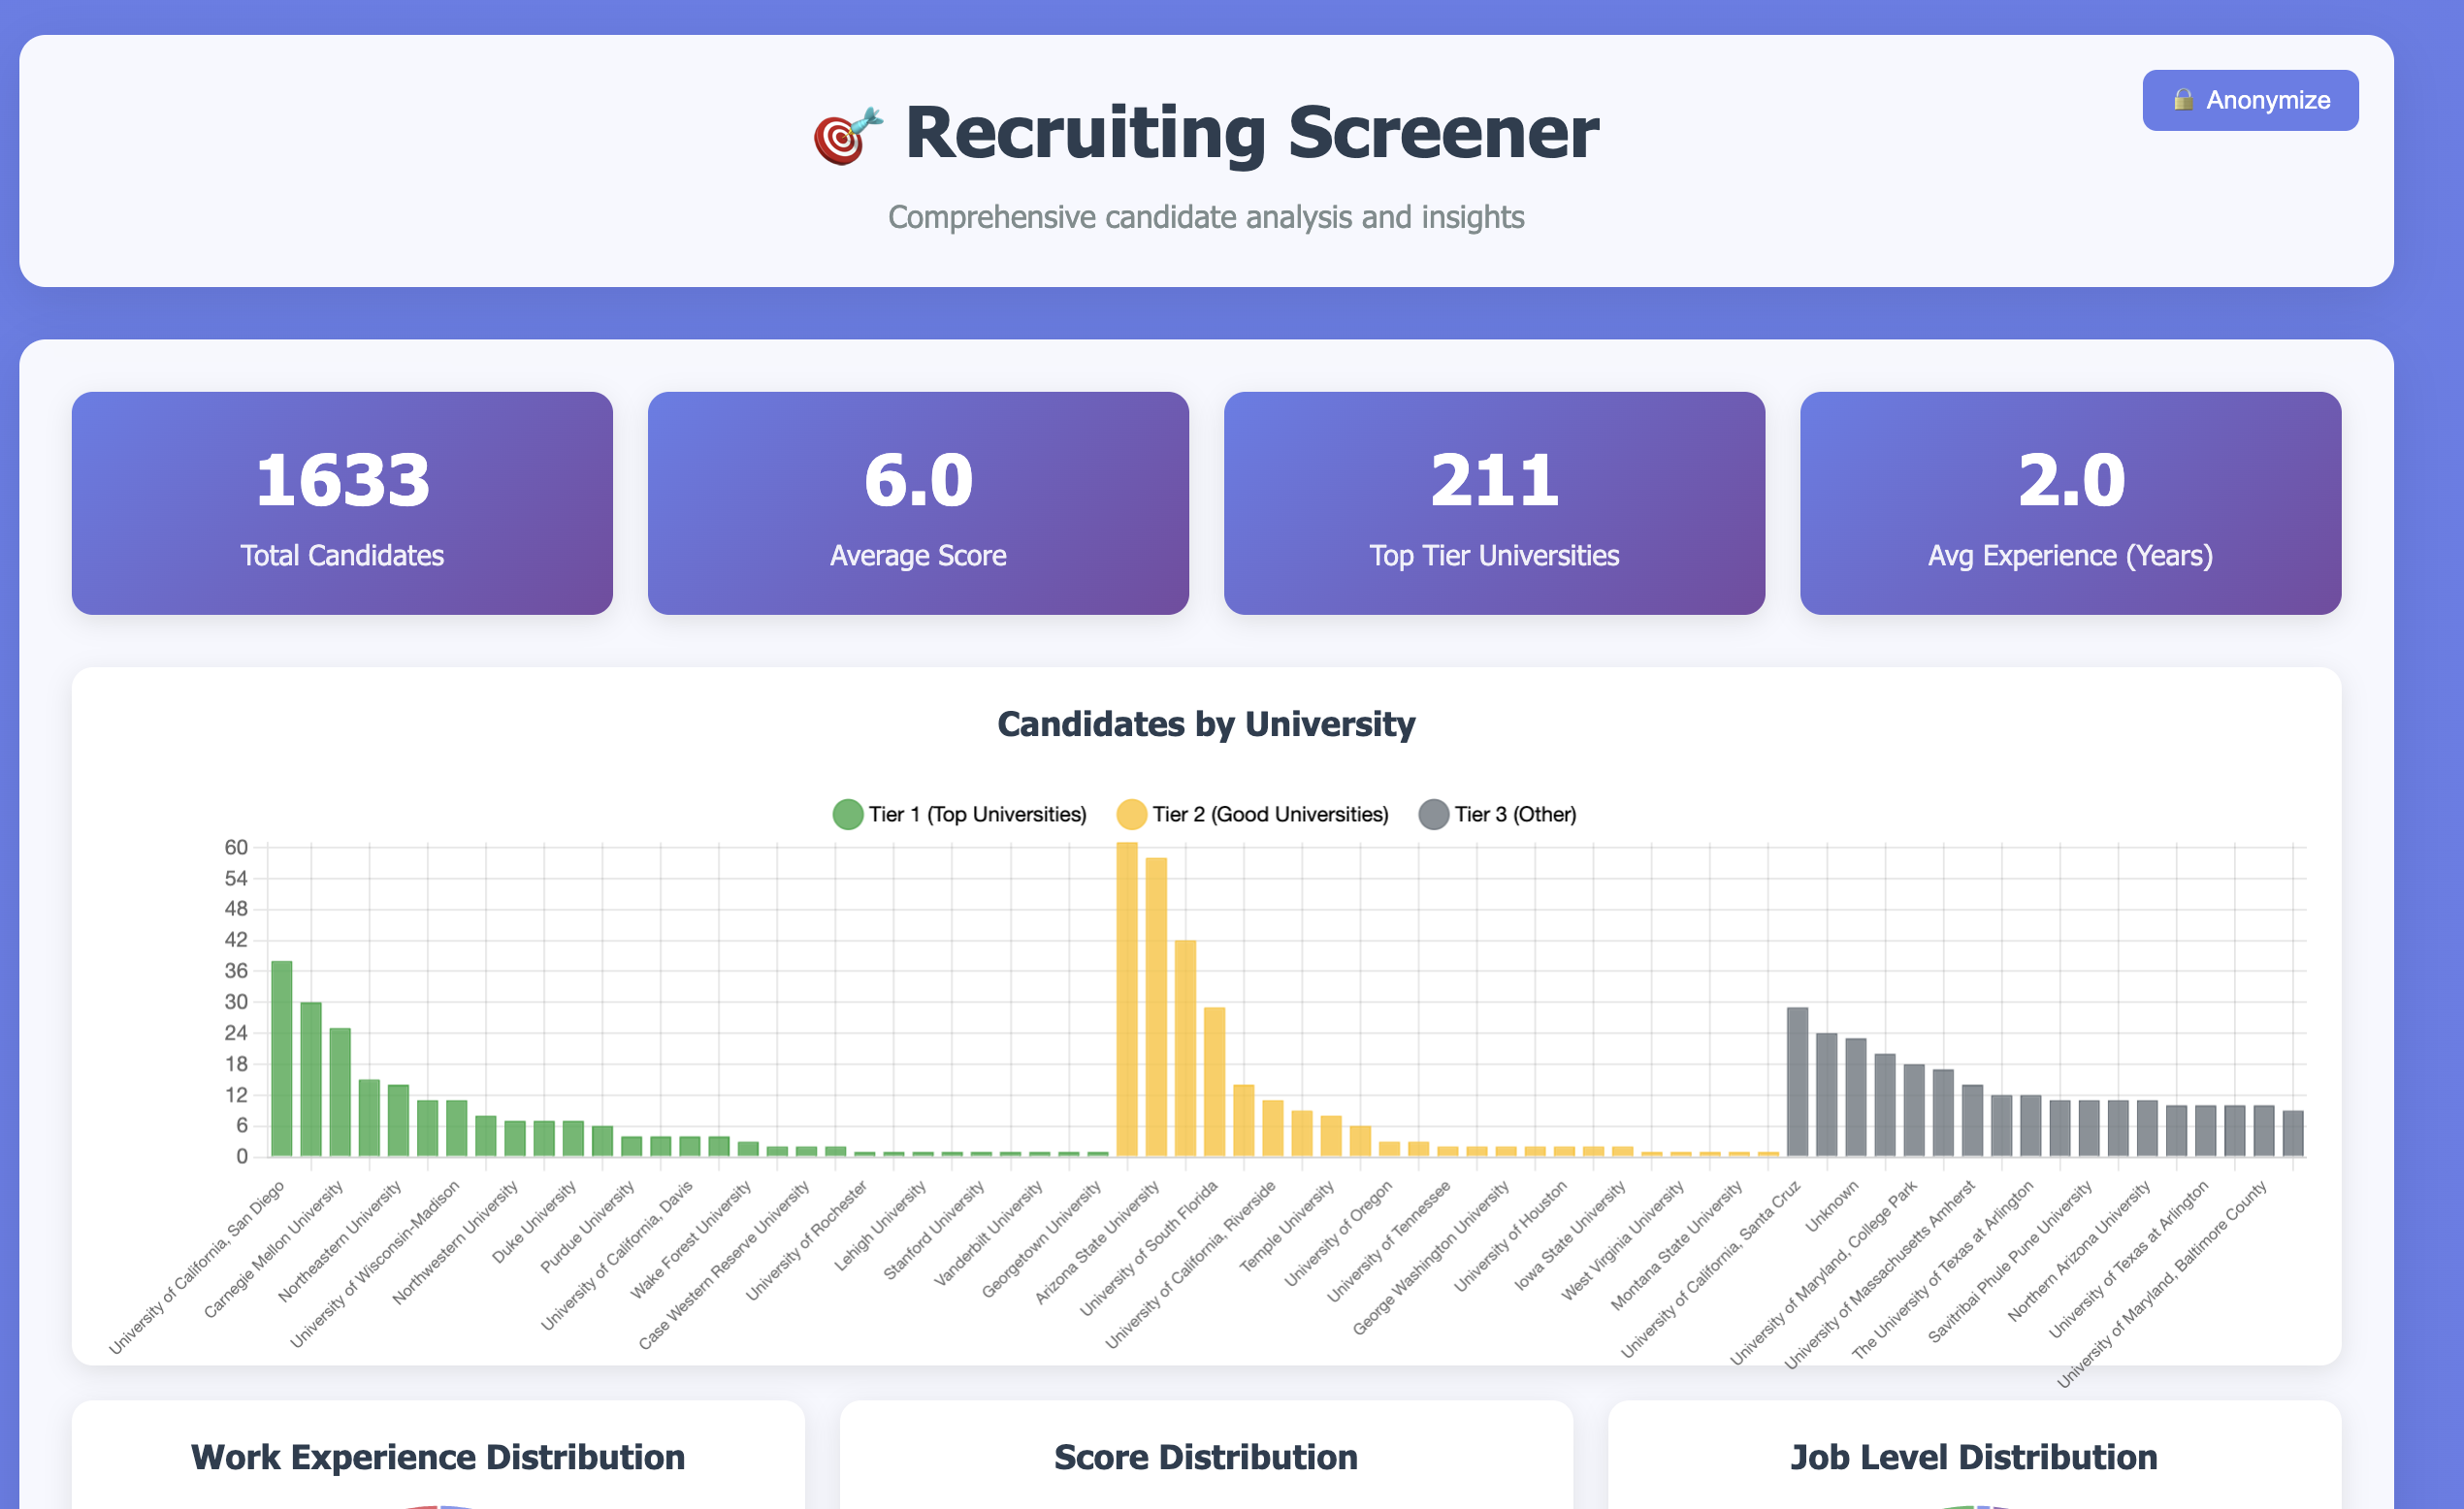 🎯 Recruiting Screener
Comprehensive candidate analysis and insights
🔒 Anonymize
1633
Total Candidates
6.0
Average Score
211
Top Tier Universities
2.0
Avg Experience (Years)
Candidates by University
Tier 1 (Top Universities)
Tier 2 (Good Universities)
Tier 3 (Other)
60
54
48
42
36
30
24
18
12
6
0
University of California, San Diego
Carnegie Mellon University
Northeastern University
University of Wisconsin-Madison
Northwestern University
Duke University
Purdue University
University of California, Davis
Wake Forest University
Case Western Reserve University
University of Rochester
Lehigh University
Stanford University
Vanderbilt University
Georgetown University
Arizona State University
University of South Florida
University of California, Riverside
Temple University
University of Oregon
University of Tennessee
George Washington University
University of Houston
Iowa State University
West Virginia University
Montana State University
University of California, Santa Cruz
Unknown
University of Maryland, College Park
University of Massachusetts Amherst
The University of Texas at Arlington
Savitribai Phule Pune University
Northern Arizona University
University of Texas at Arlington
University of Maryland, Baltimore County
Work Experience Distribution
Score Distribution
Job Level Distribution